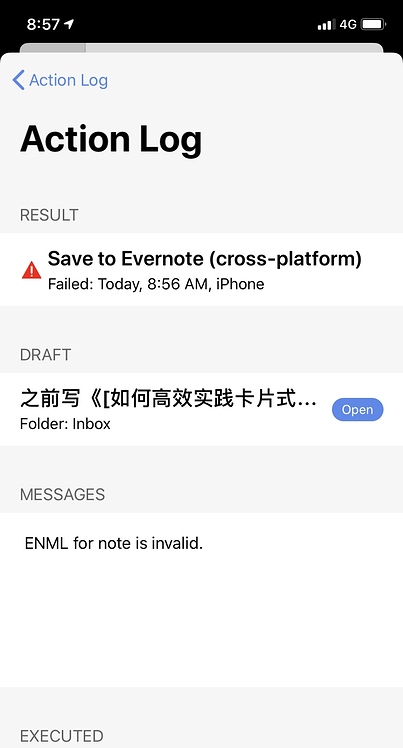 8:57
4G
Action Log
Action Log
RESULT
Save to Evernote (cross-platform)
Failed: Today, 8:56 AM, iPhone
DRAFT
之前写《[如何高效实践卡片式...
Open
Folder: Inbox
MESSAGES
ENML for note is invalid.
EXECUTED